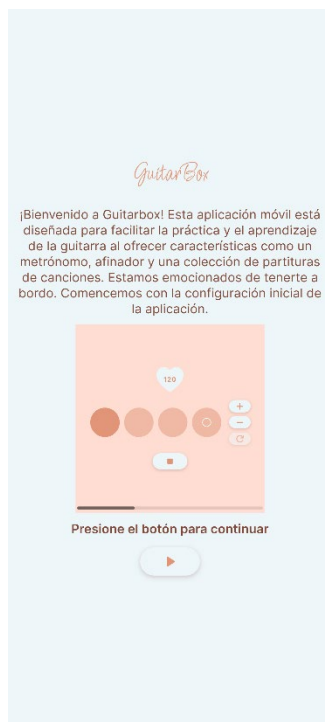 GuitarBox
¡Bienvenido a Guitarbox! Esta aplicación móvil está
diseñada para facilitar la práctica y el aprendizaje
de la guitarra al ofrecer características como un
metrónomo, afinador y una colección de partituras
de canciones. Estamos emocionados de tenerte a
bordo. Comencemos con la configuración inicial de
la aplicación.
120
Presione el botón para continuar